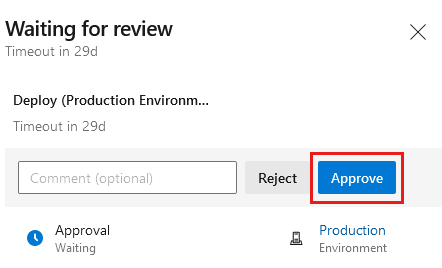 Waiting for review
Timeout in 29d
Deploy (Production Environm...
Timeout in 29d
Comment (optional)
Reject
Approve
Approval
Waiting
Production
Environment